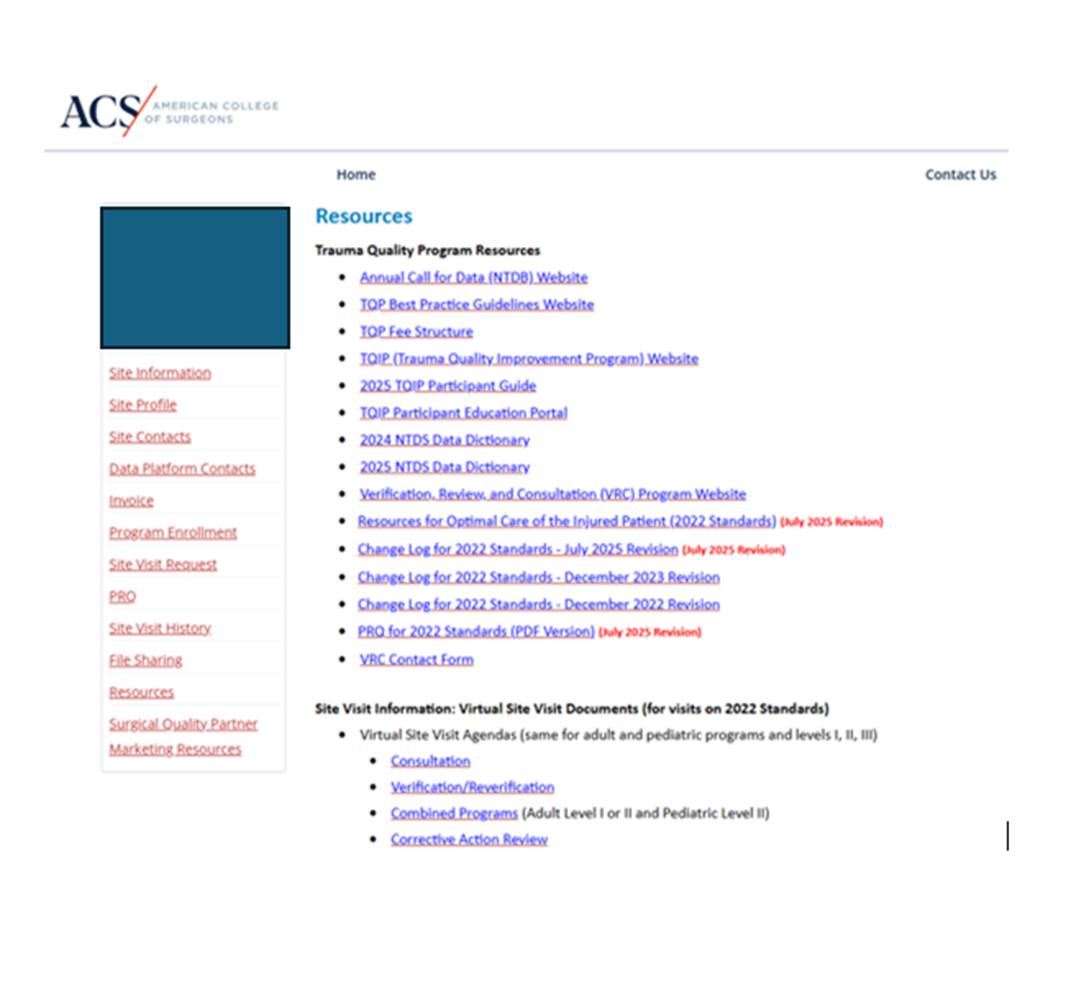 ACS AMERICAN COLLEGE
OF SURGEONS
Home
Contact Us
Site Information
Site Profile
Site Contacts
Data Platform Contacts
Invoice
Program Enrollment
Site Visit Request
PRQ
Site Visit History
File Sharing
Resources
Surgical Quality Partner
Marketing Resources
Resources
Trauma Quality Program Resources
• Annual Call for Data (NTDB) Website
• TQP Best Practice Guidelines Website
• TQP Fee Structure
• TQIP (Trauma Quality Improvement Program) Website
• 2025 TQIP Participant Guide
• TQIP Participant Education Portal
• 2024 NTDS Data Dictionary
• 2025 NTDS Data Dictionary
• Verification, Review, and Consultation (VRC) Program Website
• Resources for Optimal Care of the Injured Patient (2022 Standards) (July 2025 Revision)
• Change Log for 2022 Standards - July 2025 Revision (July 2025 Revision)
• Change Log for 2022 Standards - December 2023 Revision
• Change Log for 2022 Standards - December 2022 Revision
• PRQ for 2022 Standards (PDF Version) (July 2025 Revision)
• VRC Contact Form
Site Visit Information: Virtual Site Visit Documents (for visits on 2022 Standards)
• Virtual Site Visit Agendas (same for adult and pediatric programs and levels I, II, III)
• Consultation
• Verification/Reverification
• Combined Programs (Adult Level I or II and Pediatric Level II)
• Corrective Action Review